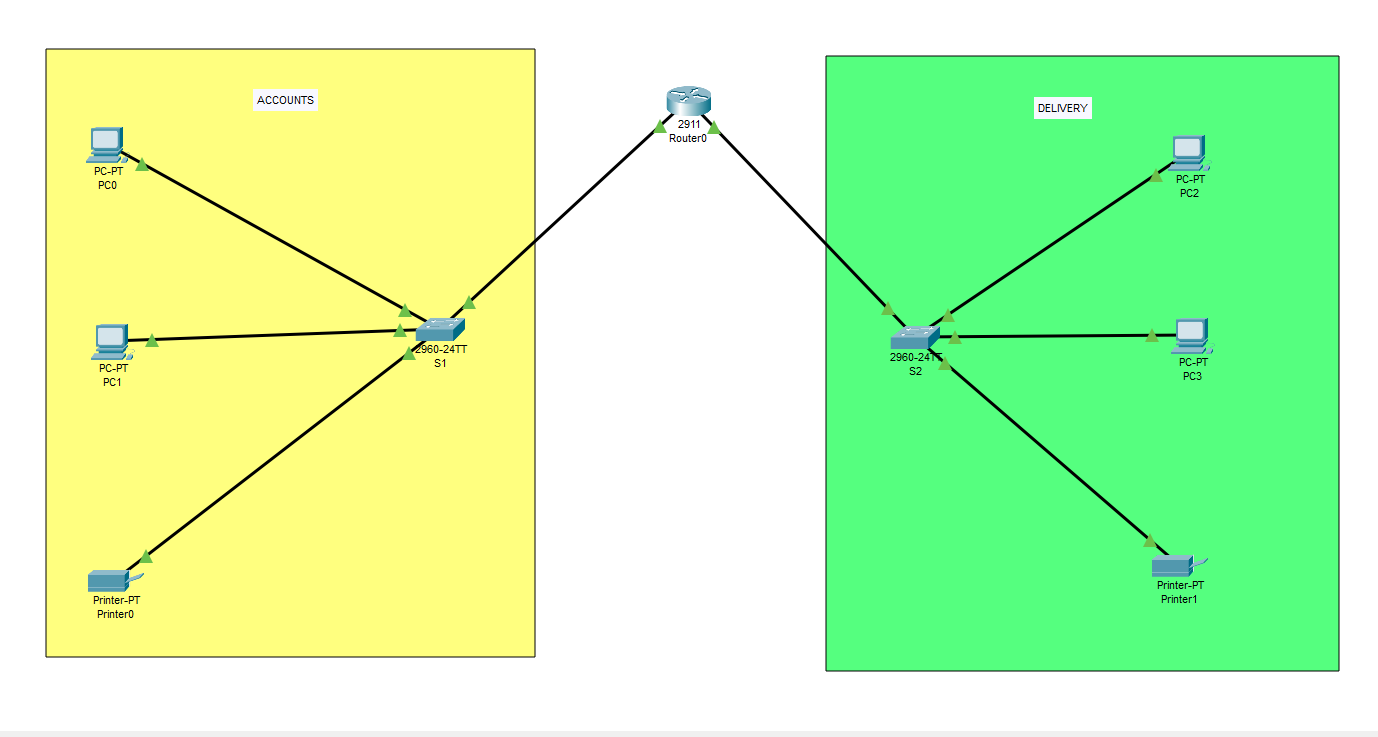 ACCOUNTS
PC-PT
PC0
PC-PT
PC1
Printer-PT
Printer0
2960-24TT
S1
2911
Router0
DELIVERY
2960-24TT
S2
PC-PT
PC2
PC-PT
PC3
Printer-PT
Printer1